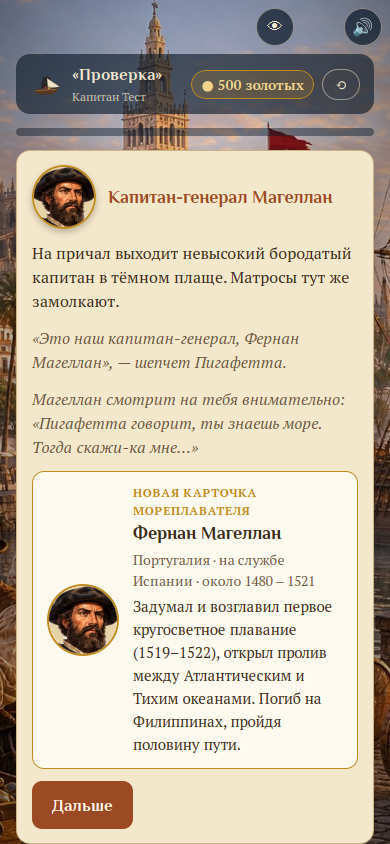 «Проверка»
Капитан Тест
500 золотых
Капитан-генерал Магеллан
На причал выходит невысокий бородатый
капитан в тёмном плаще. Матросы тут же
замолкают.
«Это наш капитан-генерал, Фернан
Магеллан», — шепчет Пигафетта.
Магеллан смотрит на тебя внимательно:
«Пигафетта говорит, ты знаешь море.
Тогда скажи-ка мне…»
НОВАЯ КАРТОЧКА
МОРЕПЛАВАТЕЛЯ
Фернан Магеллан
Португалия · на службе
Испании · около 1480 – 1521
Задумал и возглавил первое
кругосветное плавание
(1519–1522), открыл пролив
между Атлантическим и
Тихим океанами. Погиб на
Филиппинах, пройдя
половину пути.
Дальше